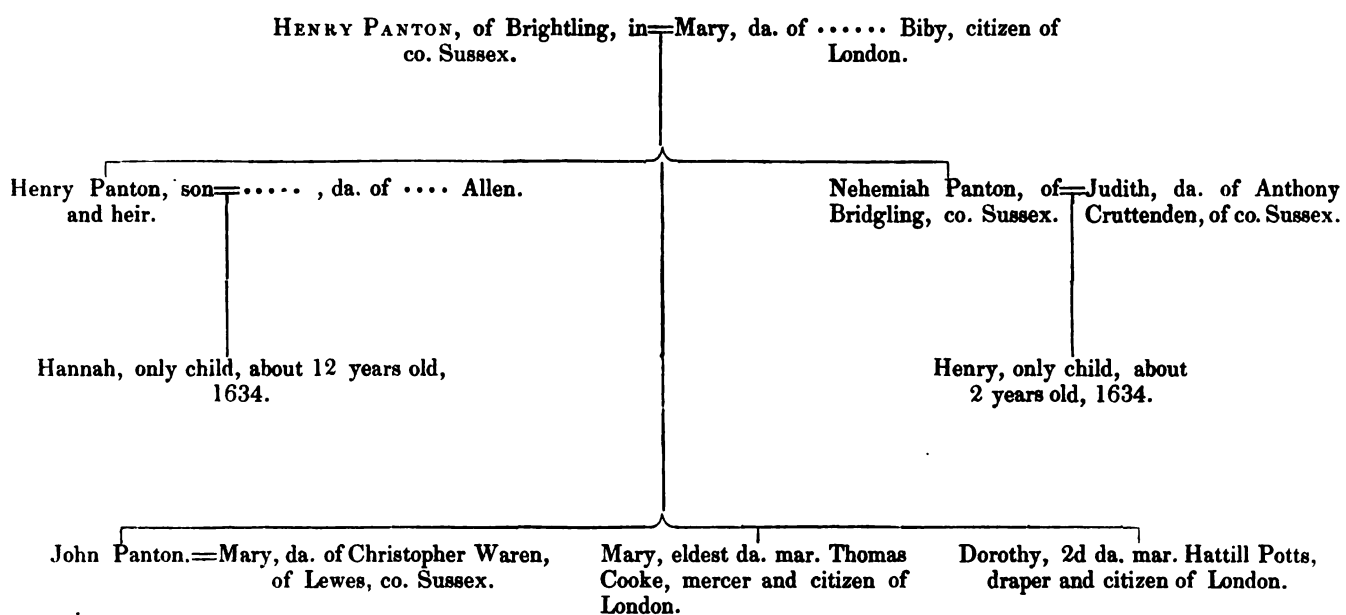 HENRY PANTON, of Brightling, in=Mary, da. of ...... Biby, citizen of
co. Sussex. London.
Henry Panton, son=..... , da. of .... Allen.
and heir.
Nehemiah Panton, of=Judith, da. of Anthony
Bridgling, co. Sussex. Cruttenden, of co. Sussex.
Hannah, only child, about 12 years old,
1634.
Henry, only child, about
2 years old, 1634.
John Panton.=Mary, da. of Christopher Waren,
of Lewes, co. Sussex.
Mary, eldest da. mar. Thomas
Cooke, mercer and citizen of
London.
Dorothy, 2d da. mar. Hattill Potts,
draper and citizen of London.